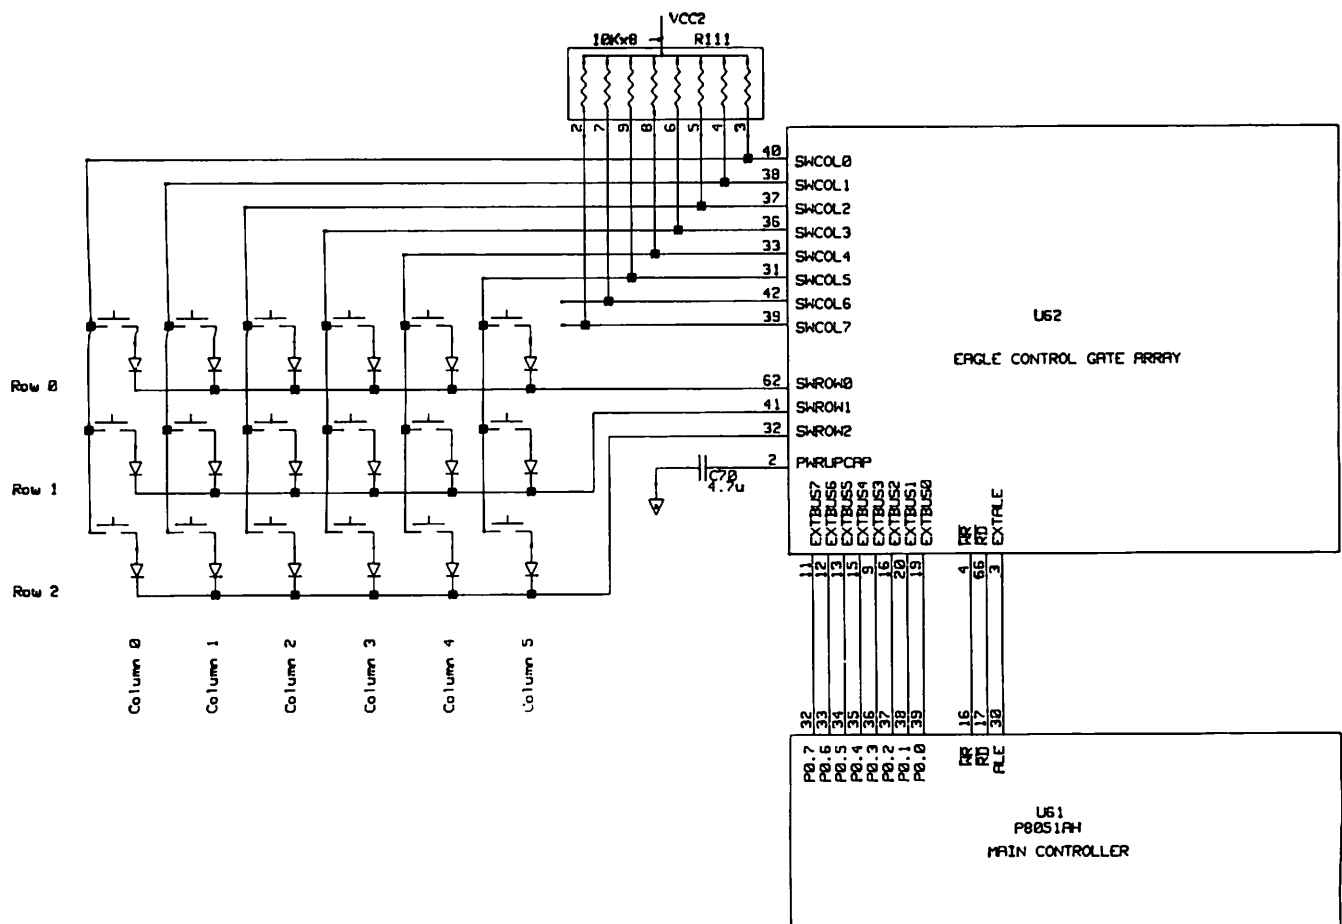 VCC2
10Kx8 R111
2 7 9 8 6 5 4 3
40 SWCOL0
38 SWCOL1
37 SWCOL2
36 SWCOL3
33 SWCOL4
31 SWCOL5
42 SWCOL6
39 SWCOL7
U62
EAGLE CONTROL GATE ARRAY
Row 0
62 SWROW0
41 SWROW1
32 SWROW2
2 PWRUPCAP
C70
4.7u
Row 1
Row 2
EXTBUS7
EXTBUS6
EXTBUS5
EXTBUS4
EXTBUS3
EXTBUS2
EXTBUS1
EXTBUS0
WR
RD
EXTALE
11 12 13 15 9 16 20 19 4 66 3
Column 0
Column 1
Column 2
Column 3
Column 4
Column 5
32 33 34 35 36 37 38 39 16 17 30
P0.7
P0.6
P0.5
P0.4
P0.3
P0.2
P0.1
P0.0
WR
RD
ALE
U61
P8051AH
MAIN CONTROLLER